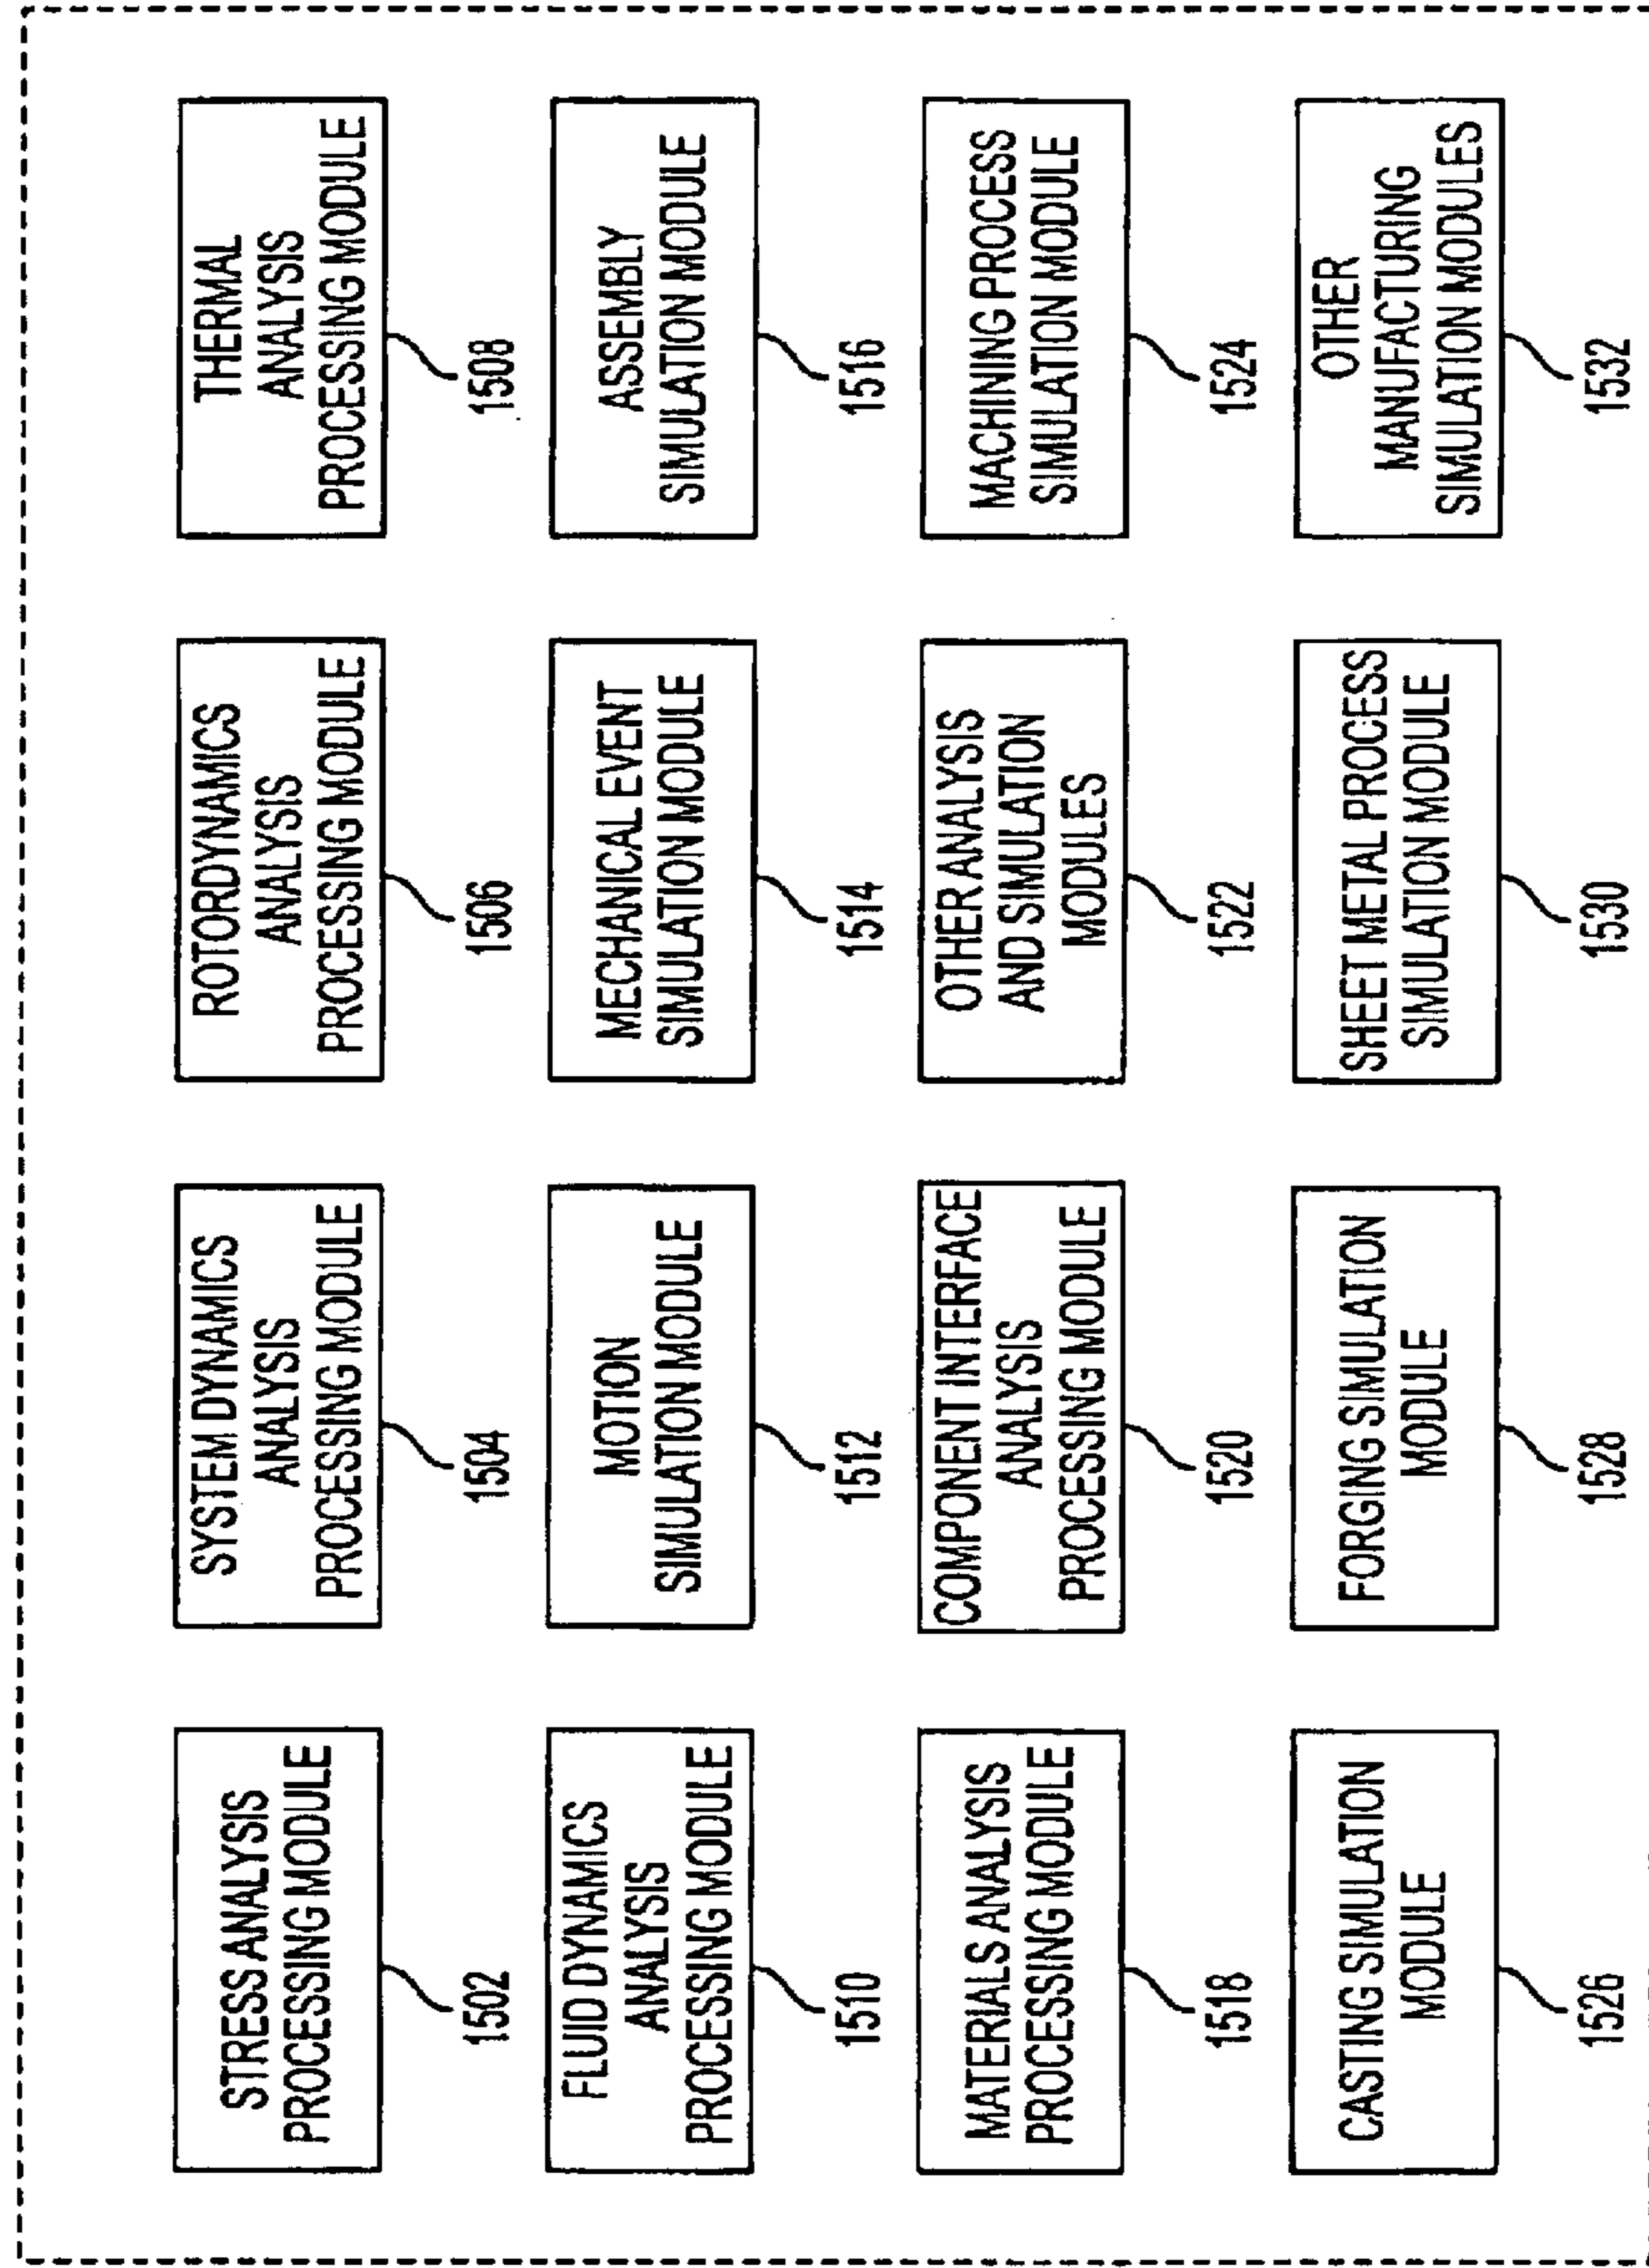 STRESS ANALYSIS
PROCESSING MODULE
1502
SYSTEM DYNAMICS
ANALYSIS
PROCESSING MODULE
1504
ROTORDYNAMICS
ANALYSIS
PROCESSING MODULE
1506
THERMAL
ANALYSIS
PROCESSING MODULE
1508
FLUID DYNAMICS
ANALYSIS
PROCESSING MODULE
1510
MOTION
SIMULATION MODULE
1512
MECHANICAL EVENT
SIMULATION MODULE
1514
ASSEMBLY
SIMULATION MODULE
1516
MATERIALS ANALYSIS
PROCESSING MODULE
1518
COMPONENT INTERFACE
ANALYSIS
PROCESSING MODULE
1520
OTHER ANALYSIS
AND SIMULATION
MODULES
1522
MACHINING PROCESS
SIMULATION MODULE
1524
CASTING SIMULATION
MODULE
1526
FORGING SIMULATION
MODULE
1528
SHEET METAL PROCESS
SIMULATION MODULE
1530
OTHER
MANUFACTURING
SIMULATION MODULES
1532